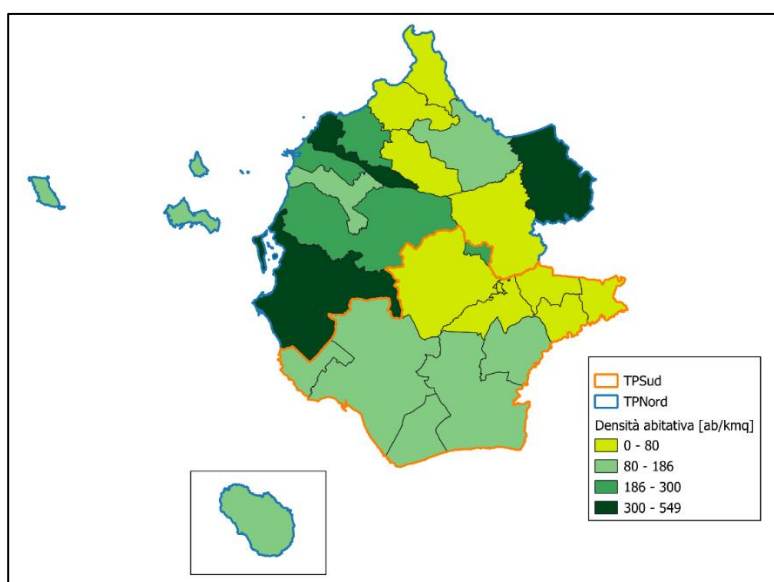 TPSud
TPNord
Densità abitativa [ab/kmq]
0 - 80
80 - 186
186 - 300
300 - 549